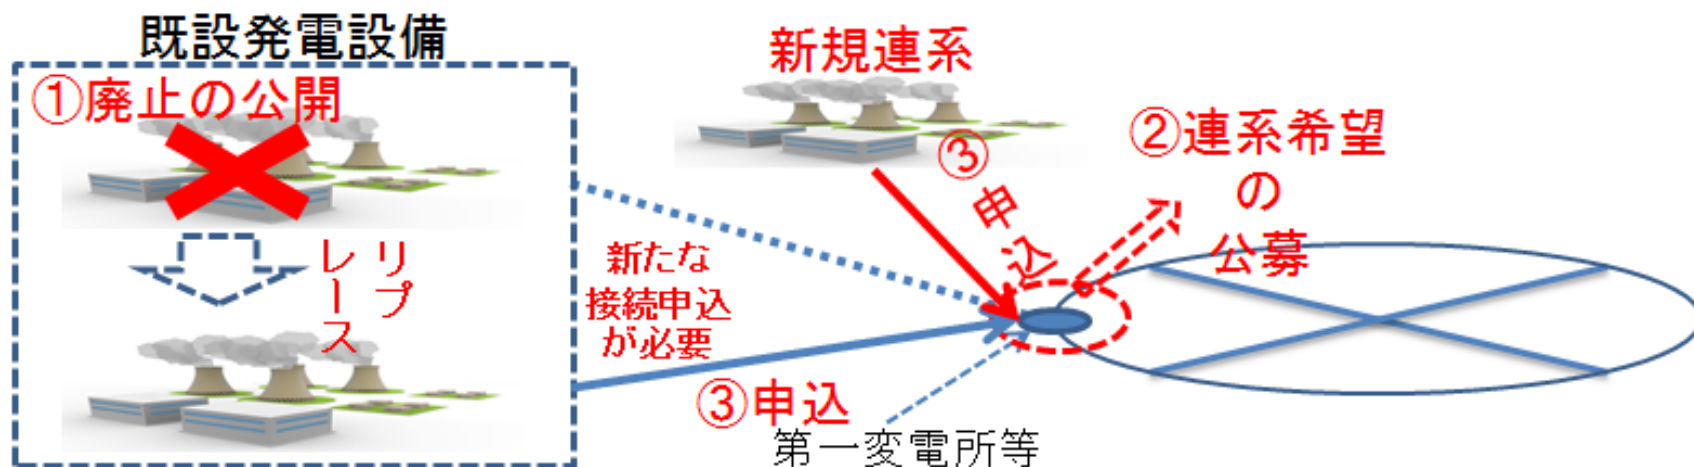 既設発電設備
①廃止の公開
リプ
レース
新たな
接続申込
が必要
③申込
新規連系
③
申込
②連系希望
の
公募
第一変電所等